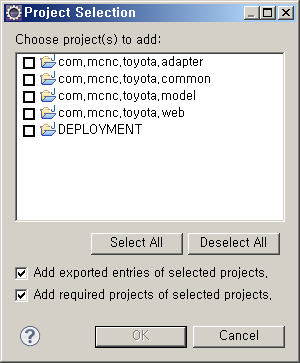 Project Selection
Choose project(s) to add:
com.mcnc.toyota.adapter
com.mcnc.toyota.common
com.mcnc.toyota.model
com.mcnc.toyota.web
DEPLOYMENT
Select All
Deselect All
Add exported entries of selected projects.
Add required projects of selected projects.
?
OK
Cancel